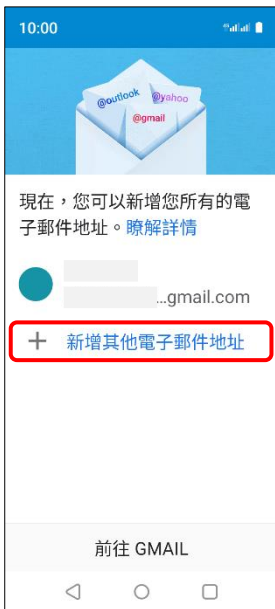 10:00
@outlook @yahoo
@gmail
現在，您可以新增您所有的電
子郵件地址。瞭解詳情
...gmail.com
+ 新增其他電子郵件地址
前往 GMAIL